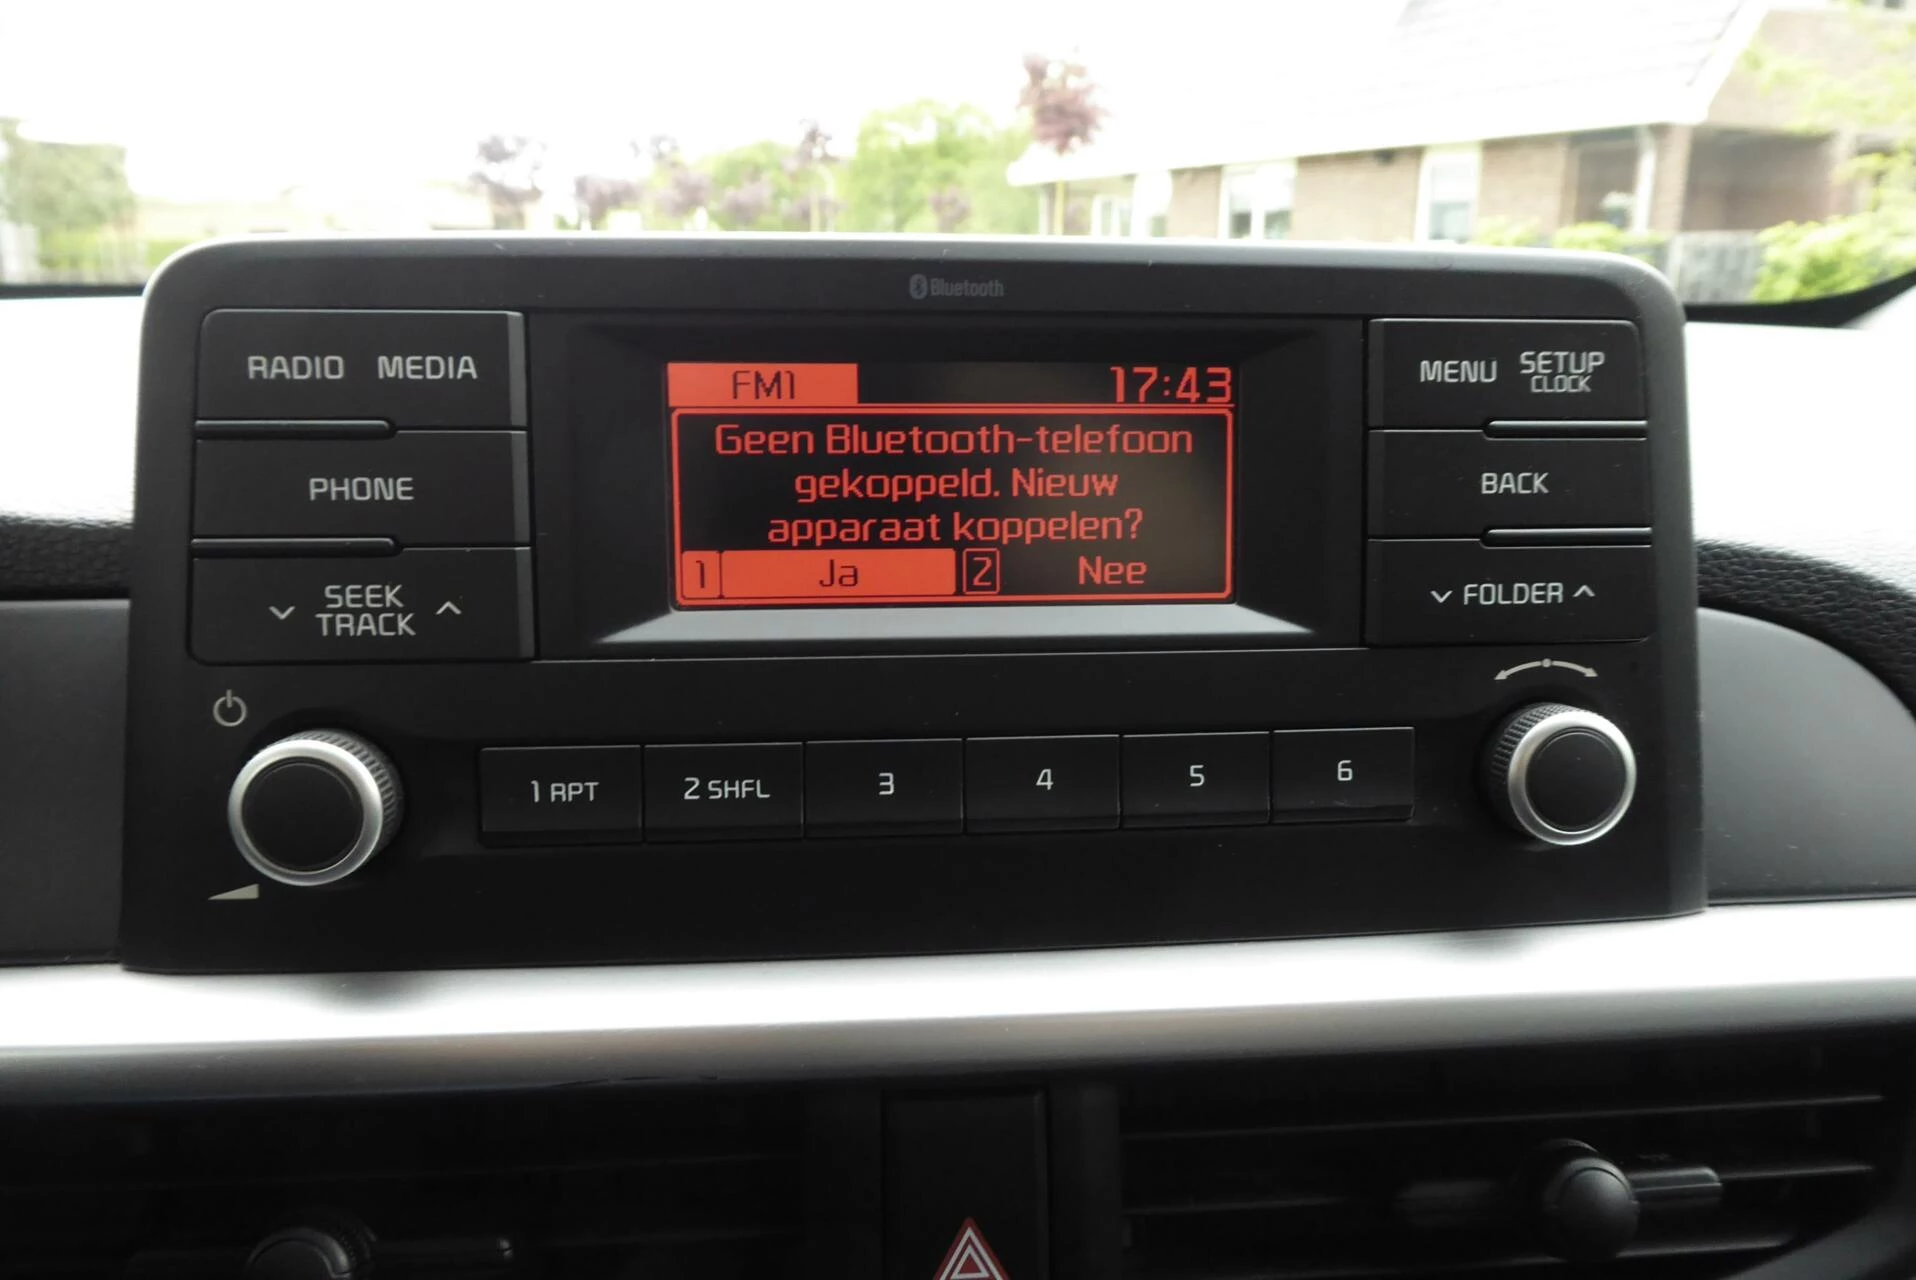 Bluetooth
RADIO MEDIA
FM1 17:43
MENU SETUP
CLOCK
Geen Bluetooth-telefoon
gekoppeld. Nieuw
apparaat koppelen?
1 Ja 2 Nee
PHONE
BACK
SEEK
TRACK
FOLDER
1 RPT
2 SHFL
3
4
5
6